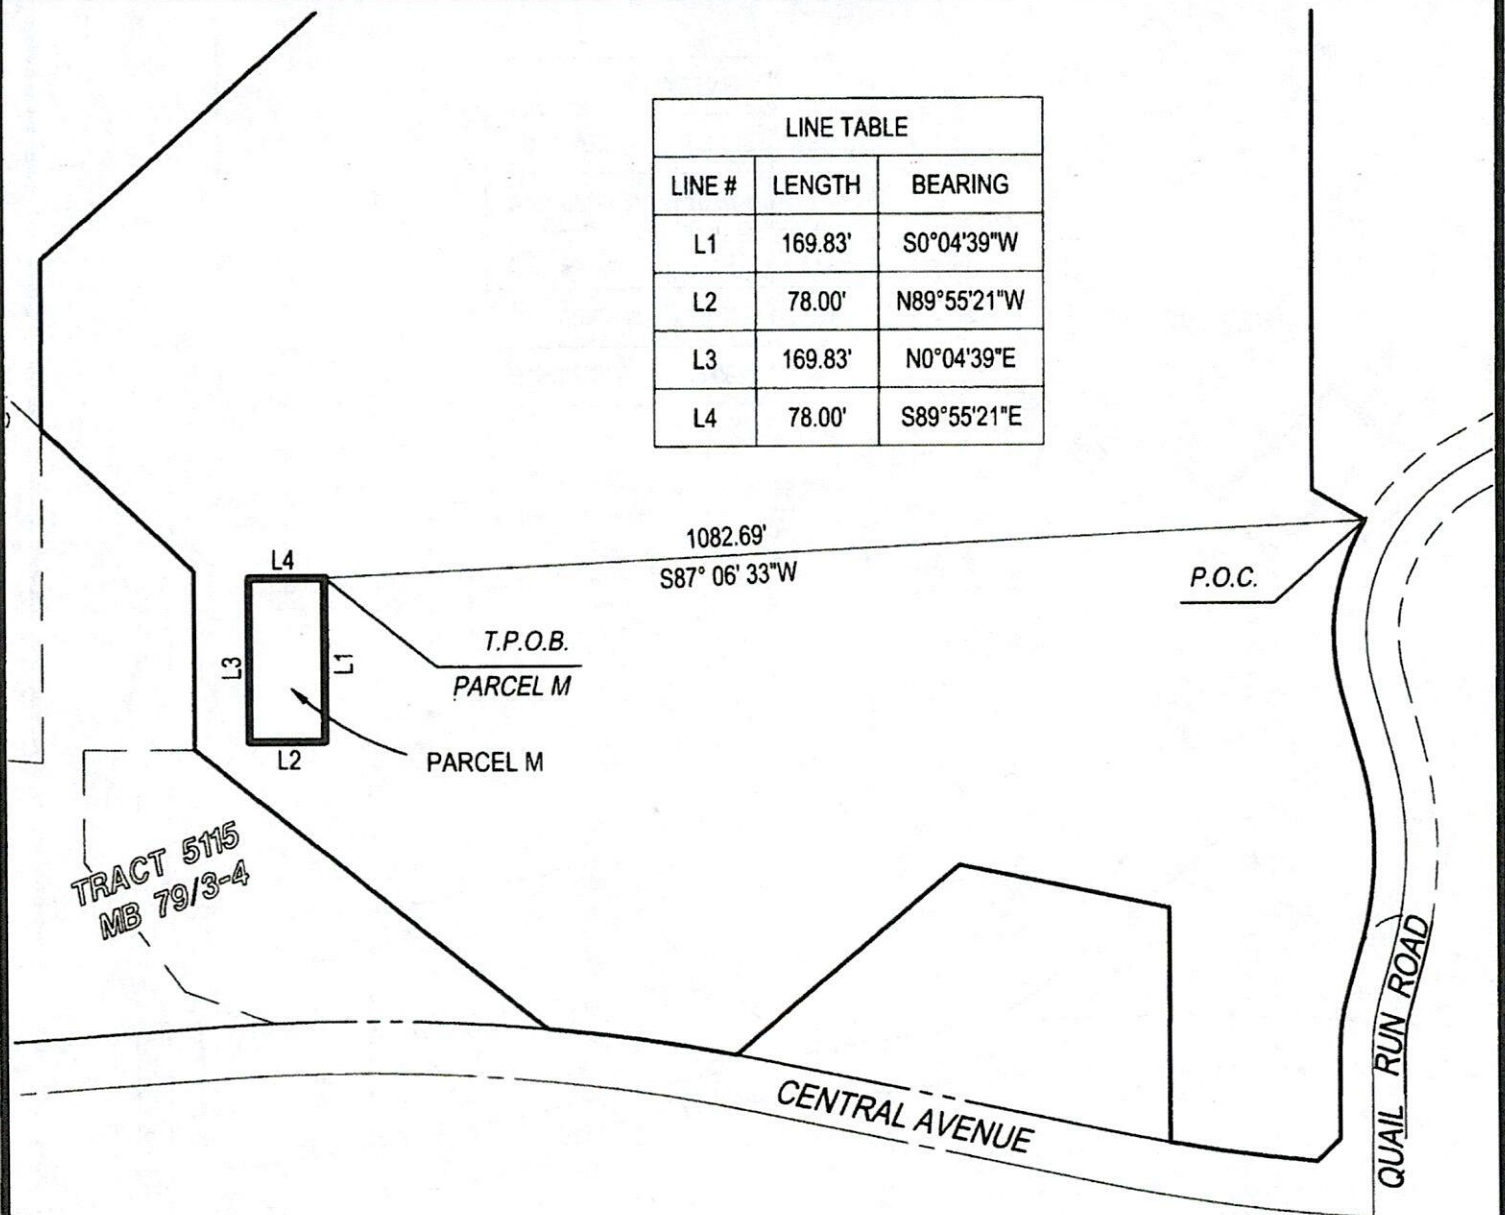 LINE TABLE
LINE # LENGTH BEARING
L1 169.83' S0°04'39"W
L2 78.00' N89°55'21"W
L3 169.83' N0°04'39"E
L4 78.00' S89°55'21"E
1082.69'
S87° 06' 33"W
P.O.C.
L4
T.P.O.B.
PARCEL M
L3
L1
L2
PARCEL M
TRACT 5115
MB 79/3-4
CENTRAL AVENUE
QUAIL RUN ROAD